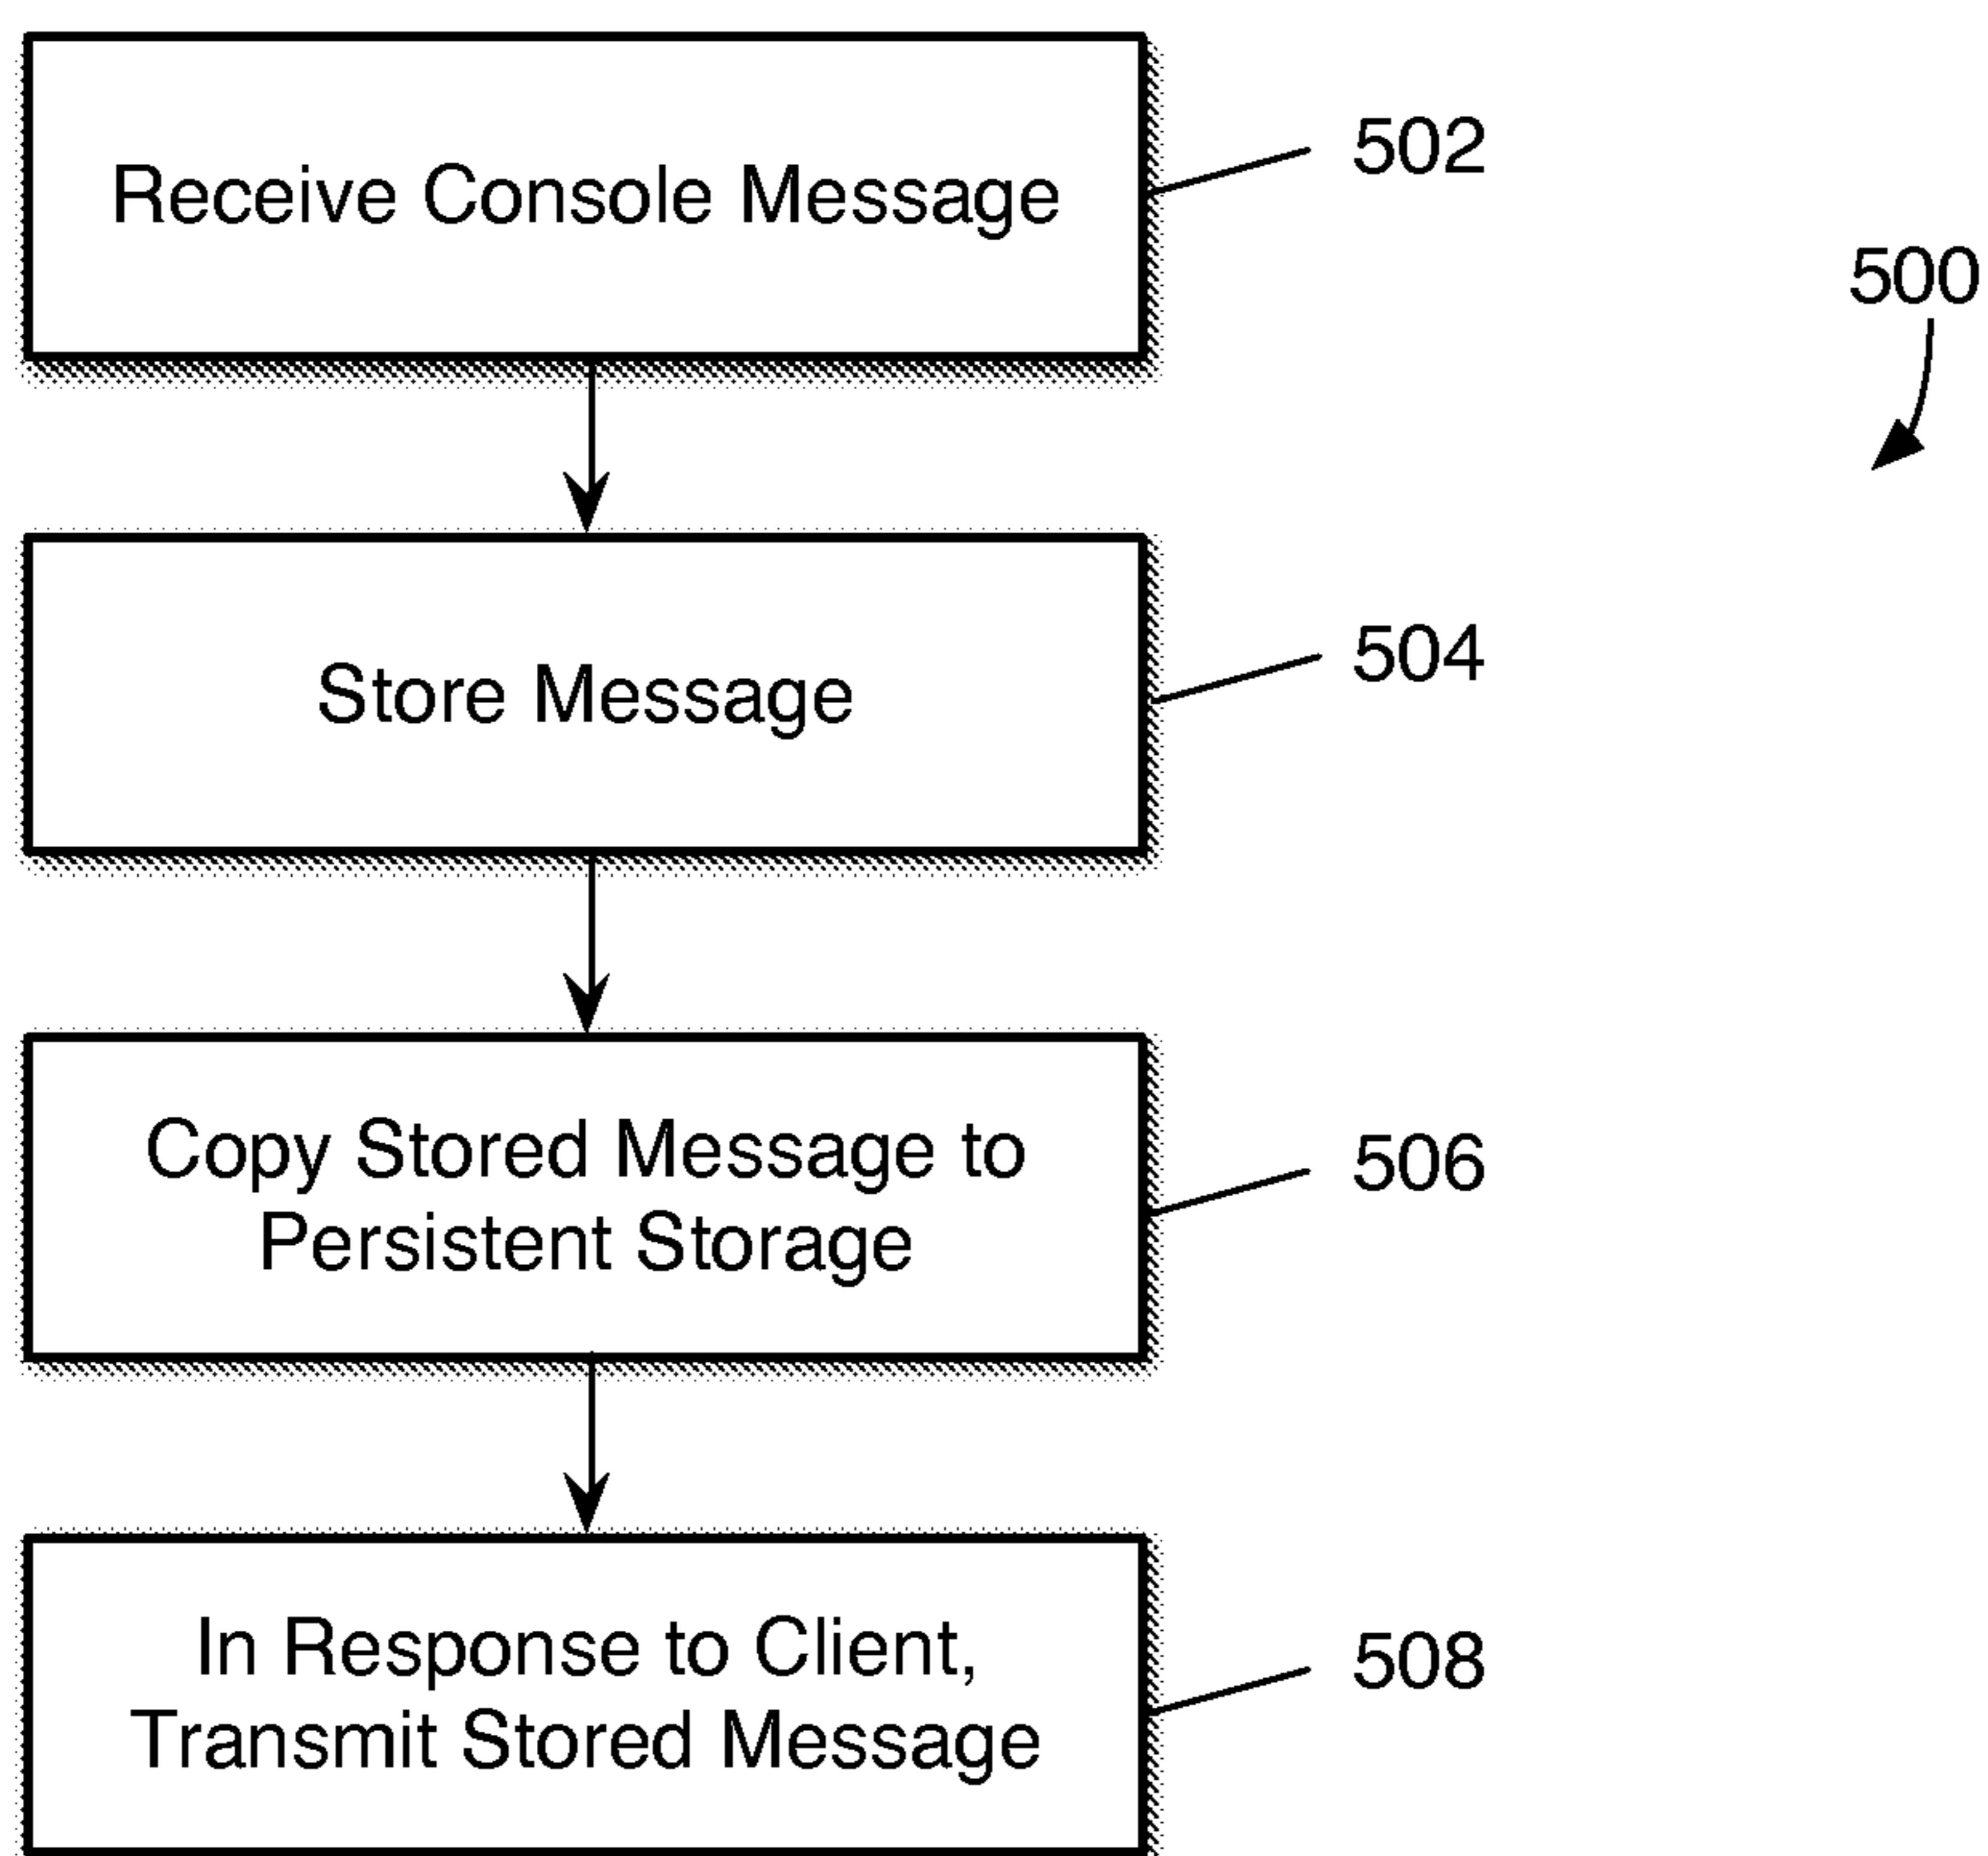 Receive Console Message
502
500
Store Message
504
Copy Stored Message to
Persistent Storage
506
In Response to Client,
Transmit Stored Message
508